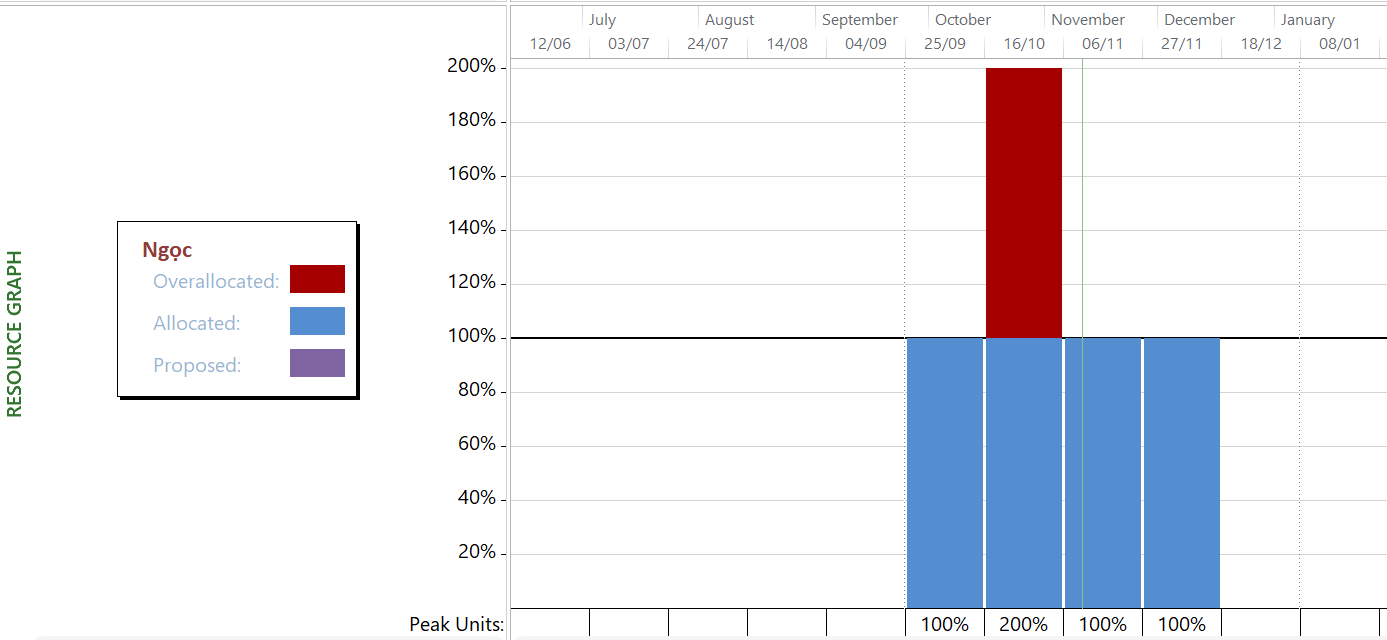 July August September October November December January
12/06 03/07 24/07 14/08 04/09 25/09 16/10 06/11 27/11 18/12 08/01
200%
180%
160%
140%
120%
100%
80%
60%
40%
20%
RESOURCE GRAPH
Ngọc
Overallocated:
Allocated:
Proposed:
Peak Units: 100% 200% 100% 100%